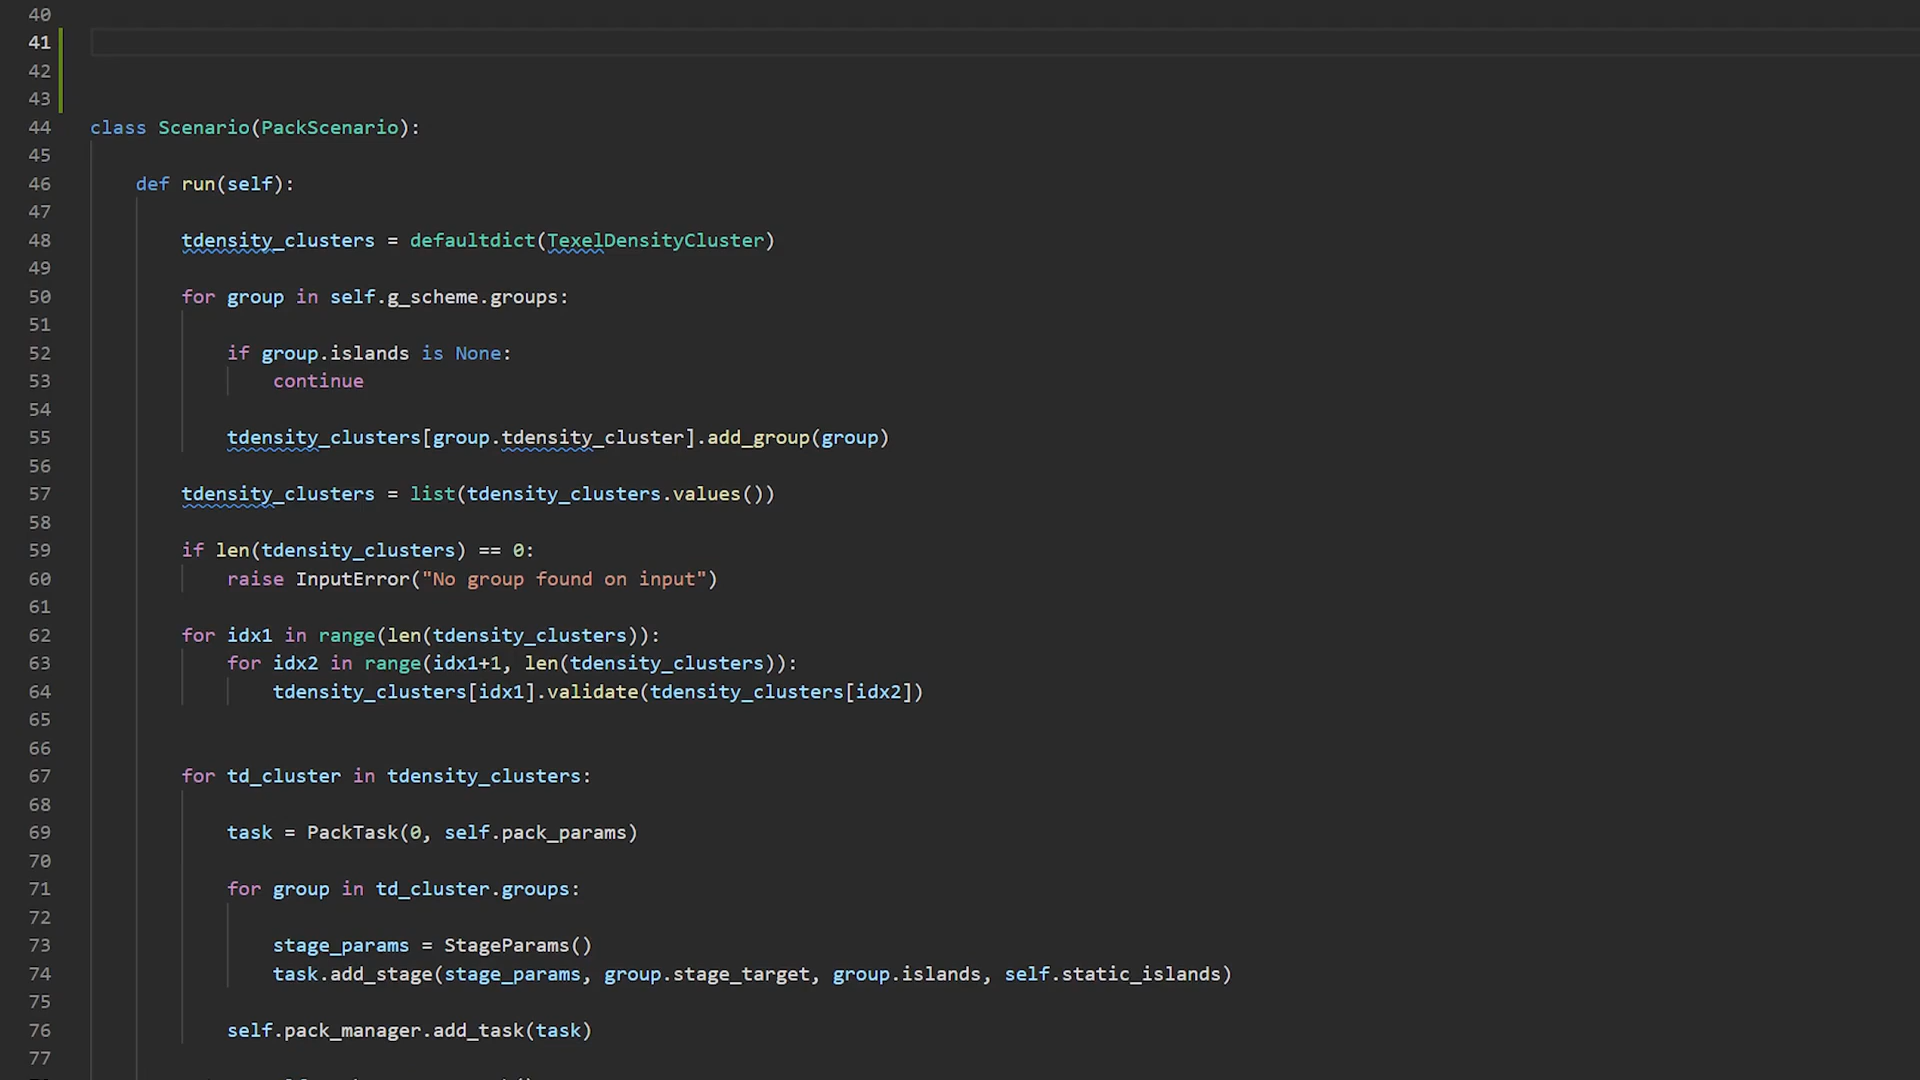 40
41
42
43
44 class Scenario(PackScenario):
45
46 def run(self):
47
48 tdensity_clusters = defaultdict(TexelDensityCluster)
49
50 for group in self.g_scheme.groups:
51
52 if group.islands is None:
53 continue
54
55 tdensity_clusters[group.tdensity_cluster].add_group(group)
56
57 tdensity_clusters = list(tdensity_clusters.values())
58
59 if len(tdensity_clusters) == 0:
60 raise InputError("No group found on input")
61
62 for idx1 in range(len(tdensity_clusters)):
63 for idx2 in range(idx1+1, len(tdensity_clusters)):
64 tdensity_clusters[idx1].validate(tdensity_clusters[idx2])
65
66
67 for td_cluster in tdensity_clusters:
68
69 task = PackTask(0, self.pack_params)
70
71 for group in td_cluster.groups:
72
73 stage_params = StageParams()
74 task.add_stage(stage_params, group.stage_target, group.islands, self.static_islands)
75
76 self.pack_manager.add_task(task)
77